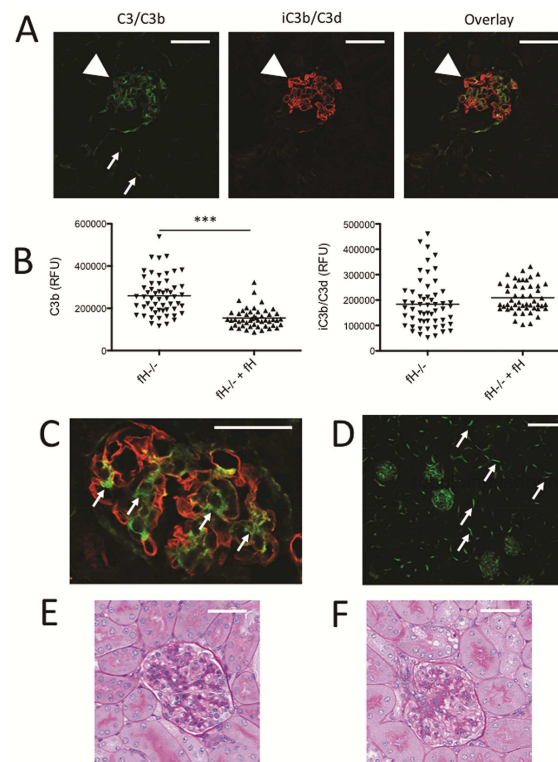 A
C3/C3b
iC3b/C3d
Overlay
B
C3b (RFU)
600000
400000
200000
0
***
fH-/-
fH-/- + fH
iC3b/C3d (RFU)
500000
400000
300000
200000
100000
0
fH-/-
fH-/- + fH
C
D
E
F